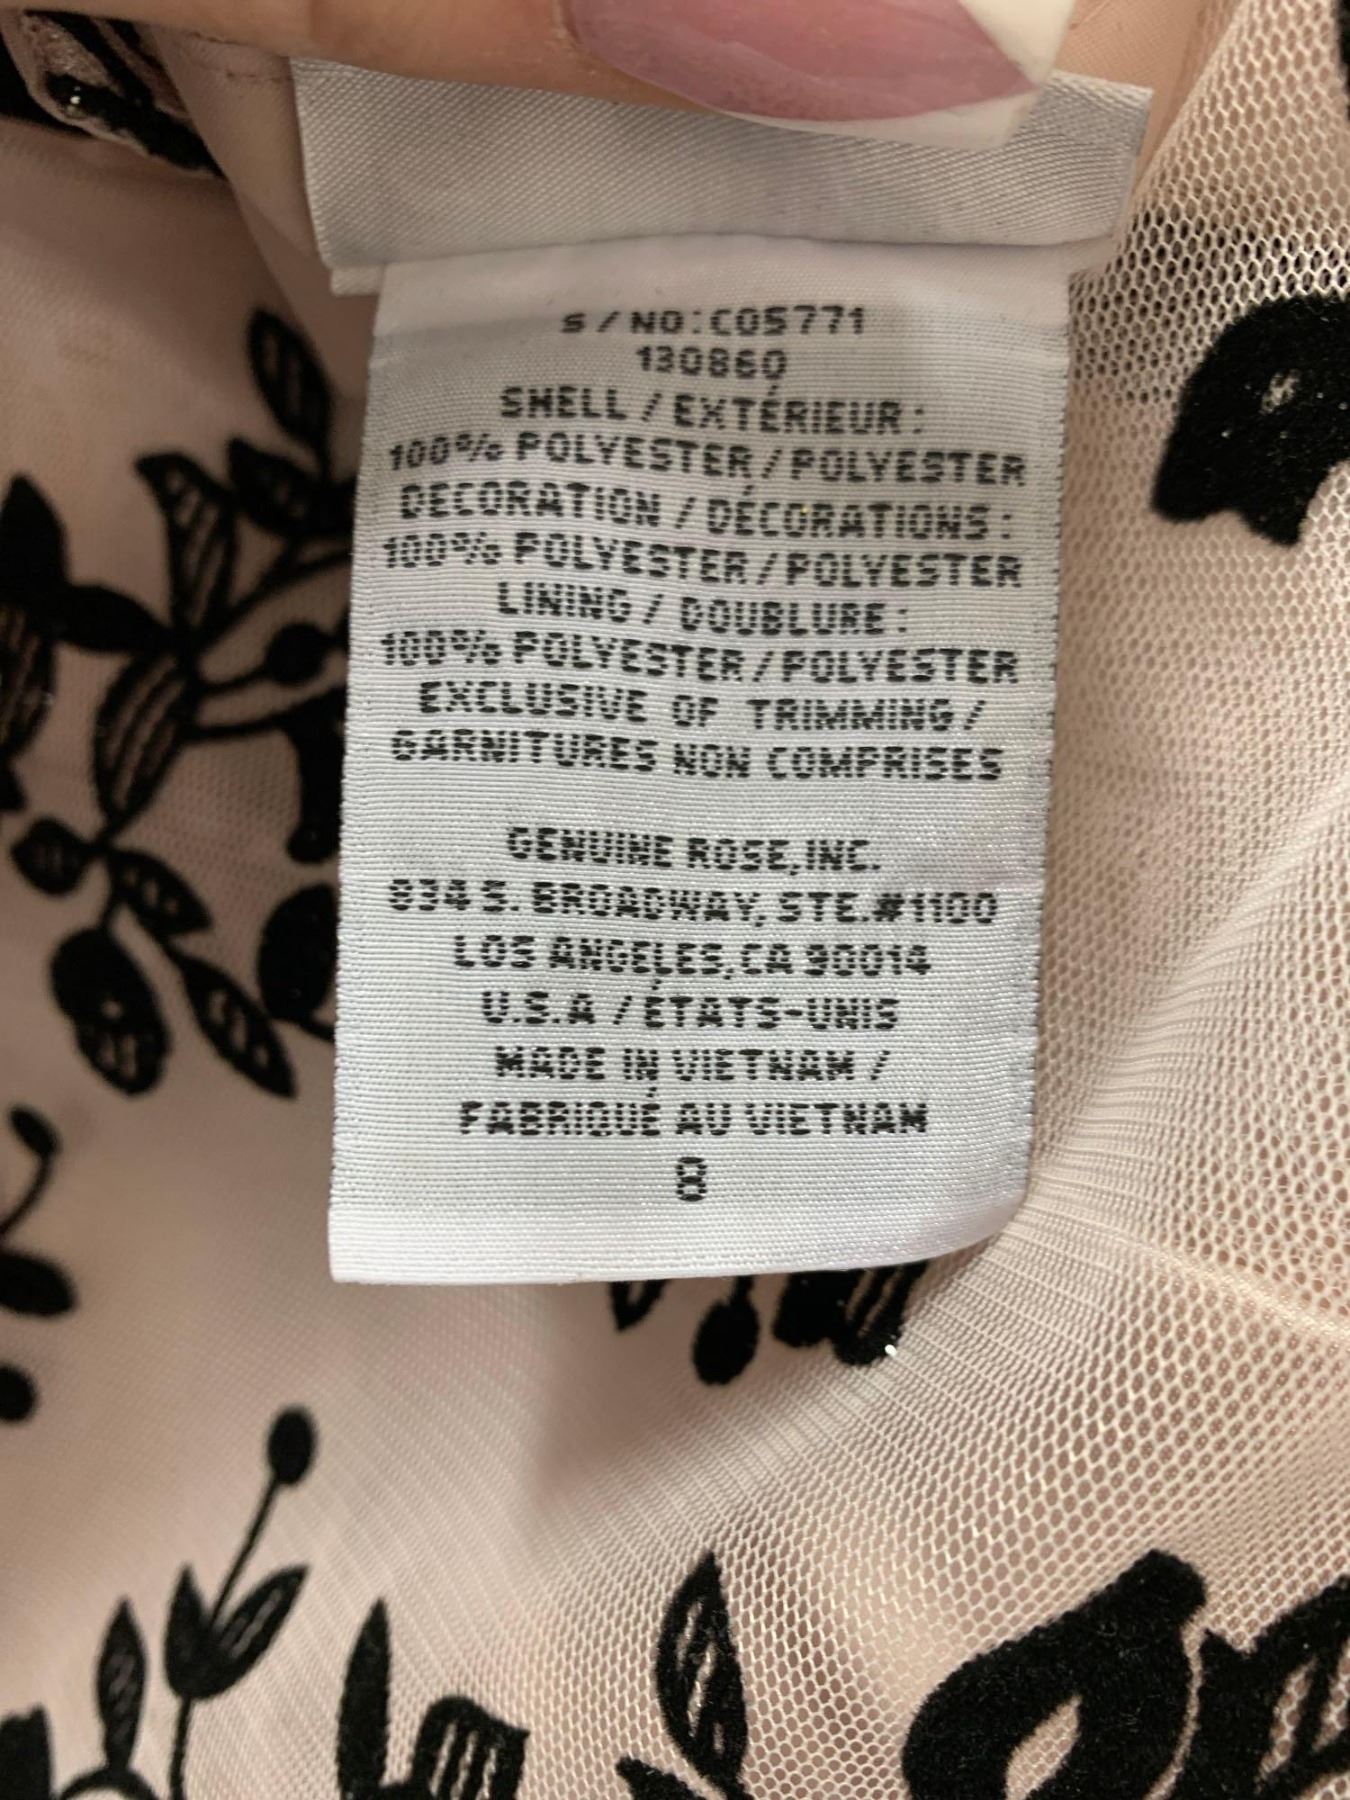 S / NO: C05771
130860
SHELL / EXTÉRIEUR :
100% POLYESTER / POLYESTER
DECORATION / DÉCORATIONS :
100% POLYESTER / POLYESTER
LINING / DOUBLURE :
100% POLYESTER / POLYESTER
EXCLUSIVE OF TRIMMING /
GARNITURES NON COMPRISES
GENUINE ROSE, INC.
834 S. BROADWAY, STE.#1100
LOS ANGELES, CA 90014
U.S.A / ÉTATS-UNIS
MADE IN VIETNAM /
FABRIQUÉ AU VIETNAM
8